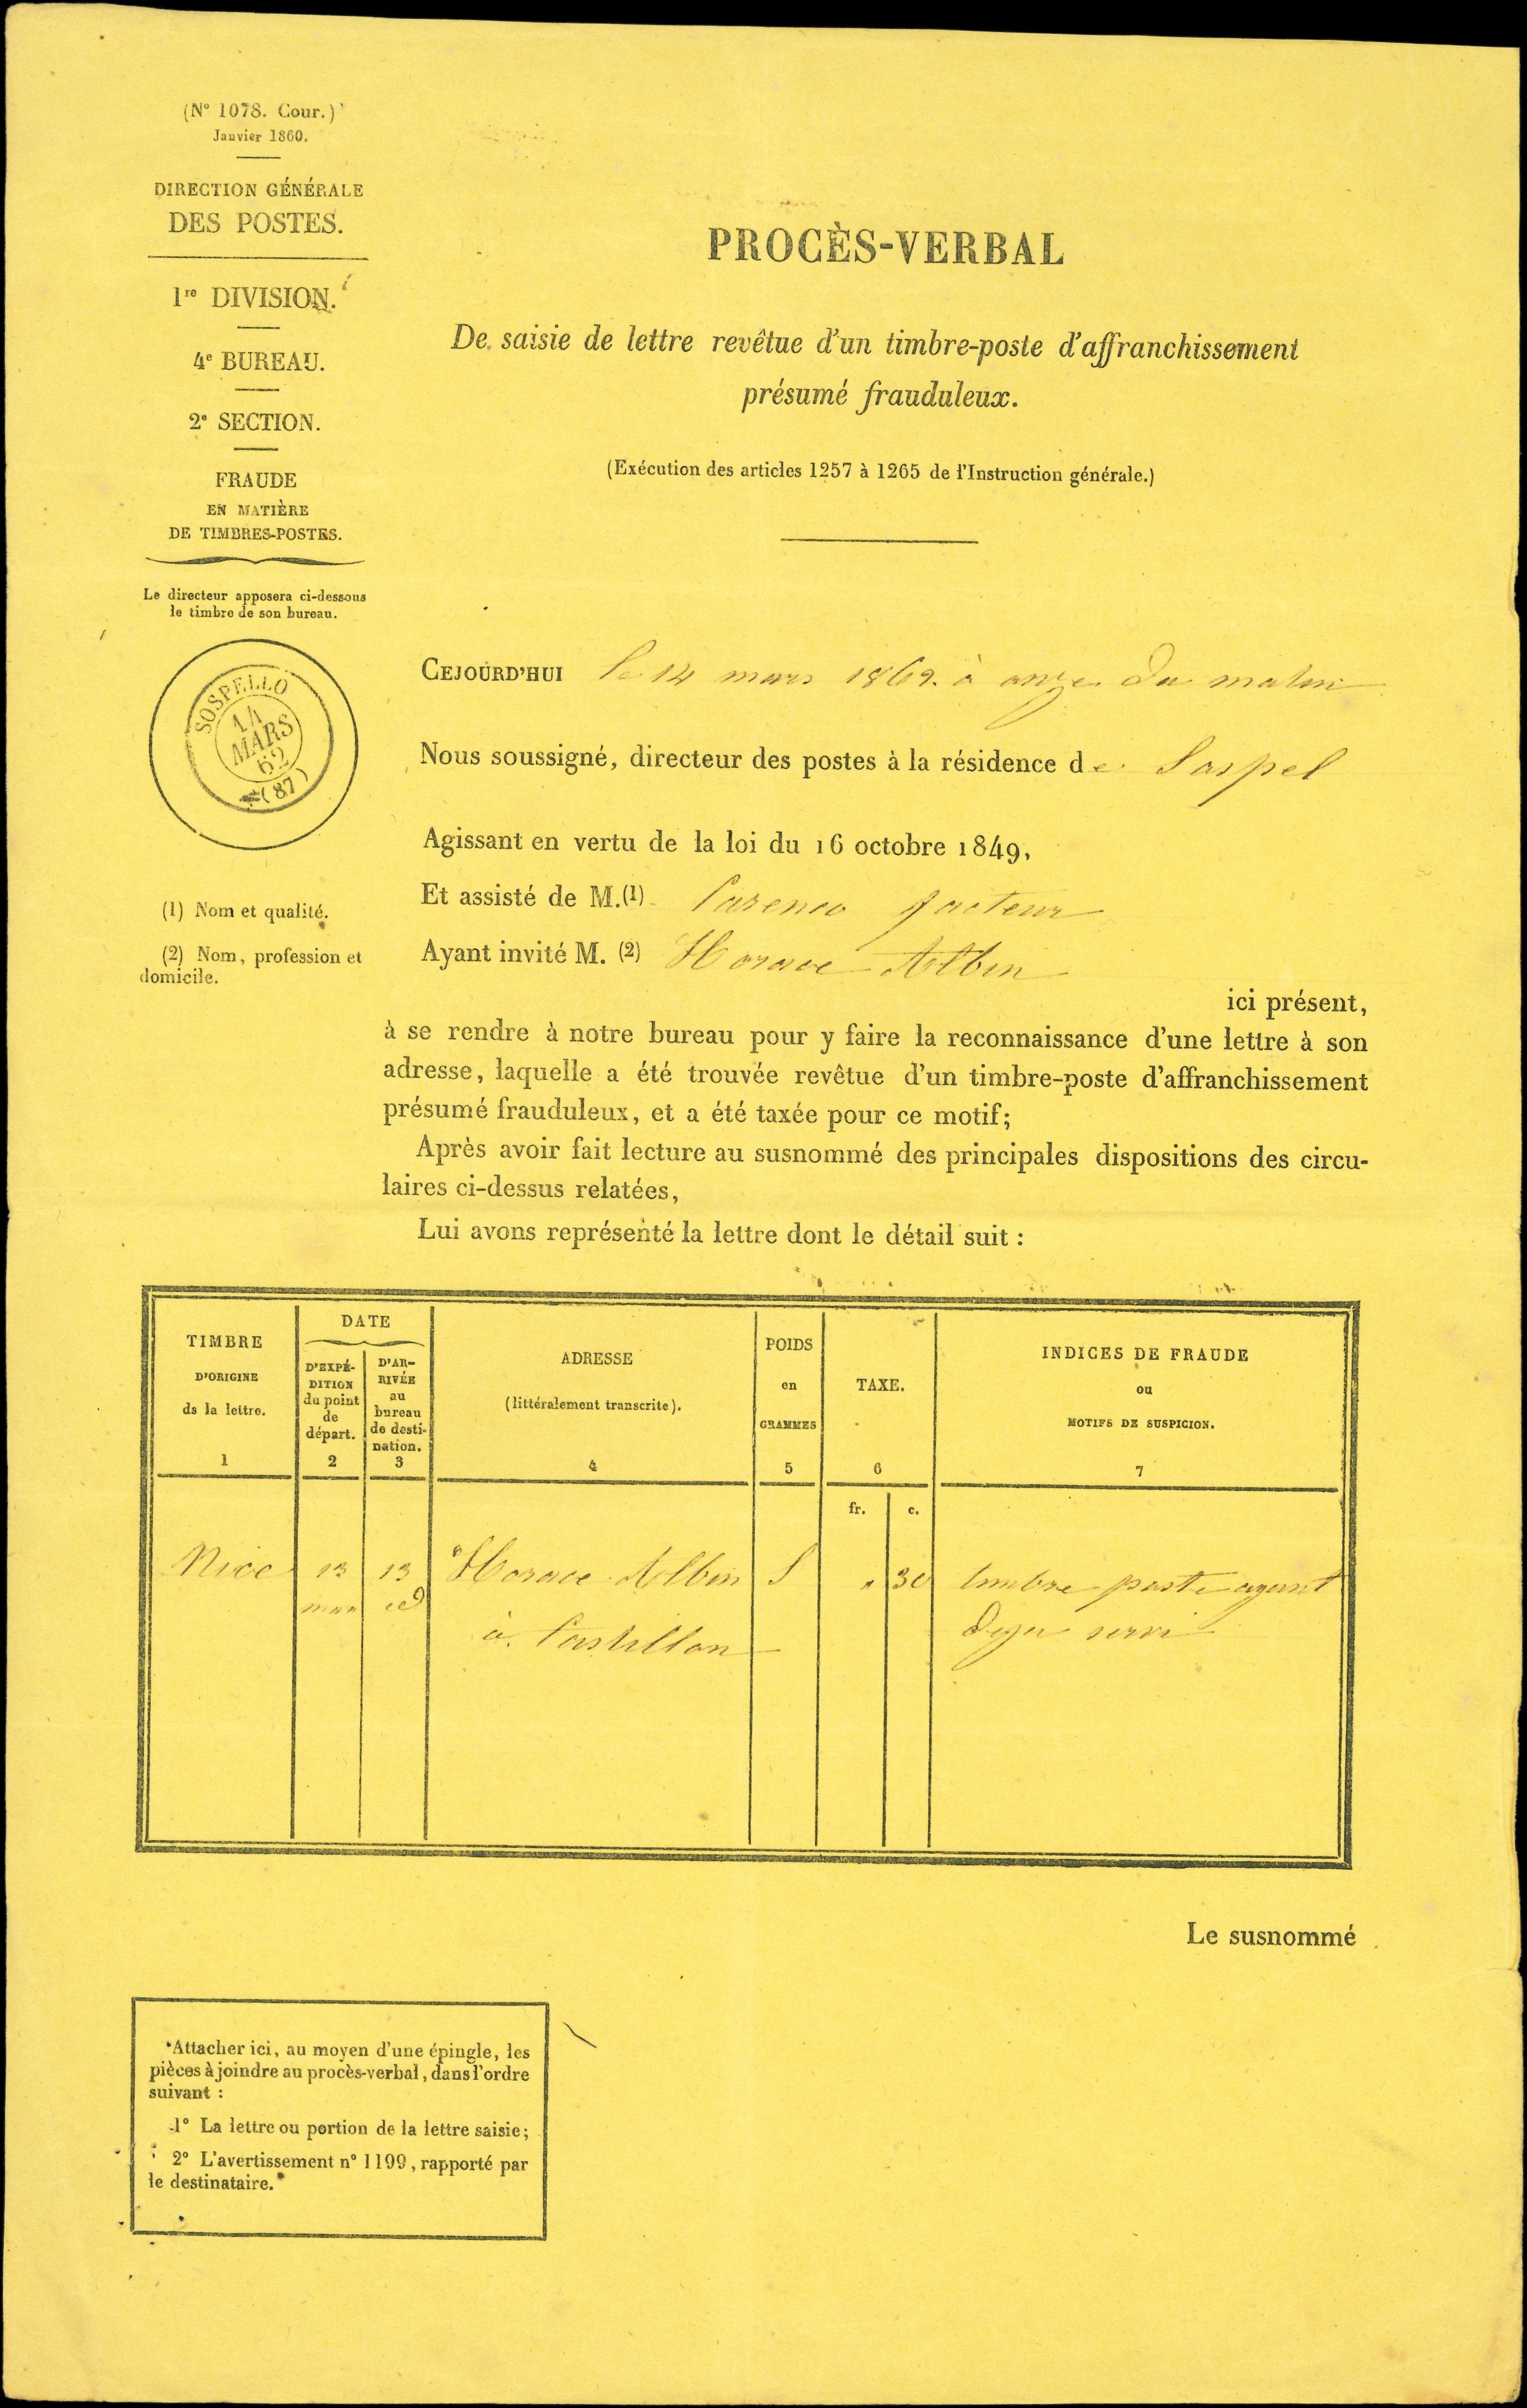 (N° 1078. Cour.)
Janvier 1860.
DIRECTION GÉNÉRALE
DES POSTES.
1re DIVISION.
4e BUREAU.
2e SECTION.
FRAUDE
EN MATIÈRE
DE TIMBRES-POSTES.
Le directeur apposera ci-dessous
le timbre de son bureau.
SOSPELLO
14
MARS
62
(87)
(1) Nom et qualité.
(2) Nom, profession et
domicile.
PROCÈS-VERBAL
De saisie de lettre revêtue d'un timbre-poste d'affranchissement
présumé frauduleux.
(Exécution des articles 1257 à 1265 de l'Instruction générale.)
CEJOURD'HUI le 14 mars 1862 à onze du matin
Nous soussigné, directeur des postes à la résidence de Sospel
Agissant en vertu de la loi du 16 octobre 1849,
Et assisté de M.(1) facteur
Ayant invité M. (2) Horace Albin
ici présent,
à se rendre à notre bureau pour y faire la reconnaissance d'une lettre à son
adresse, laquelle a été trouvée revêtue d'un timbre-poste d'affranchissement
présumé frauduleux, et a été taxée pour ce motif;
Après avoir fait lecture au susnommé des principales dispositions des circu-
laires ci-dessus relatées,
Lui avons représenté la lettre dont le détail suit :
TIMBRE
D'ORIGINE
de la lettre.
1
DATE
D'EXPÉ-
DITION
du point
de
départ.
2
D'AR-
RIVÉE
au
bureau
de desti-
nation.
3
ADRESSE
(littéralement transcrite).
4
POIDS
en
GRAMMES
5
TAXE.
6
INDICES DE FRAUDE
ou
MOTIFS DE SUSPICION.
7
fr. c.
Nice 13 13 Horace Albin " 30 timbre poste ayant
mars id à Castillon deja servi
Le susnommé
Attacher ici, au moyen d'une épingle, les
pièces à joindre au procès-verbal, dans l'ordre
suivant :
1° La lettre ou portion de la lettre saisie;
2° L'avertissement n° 1199, rapporté par
le destinataire.